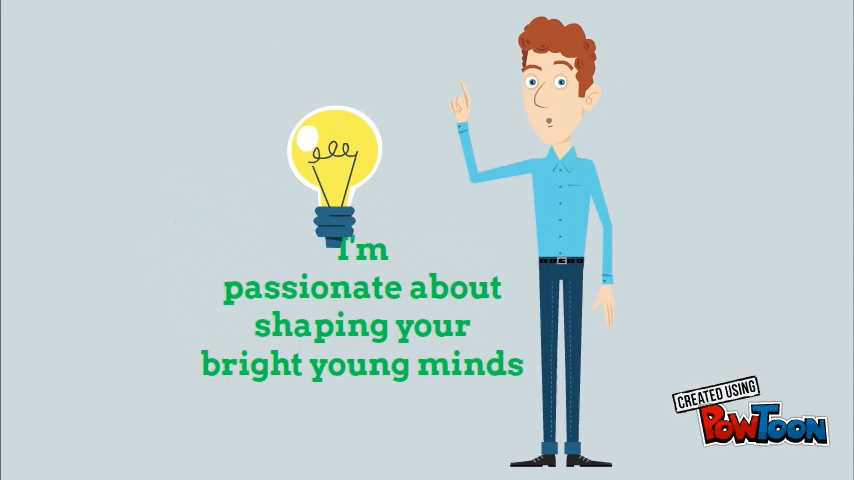 I'm
passionate about
shaping your
bright young minds
CREATED USING
POWTOON